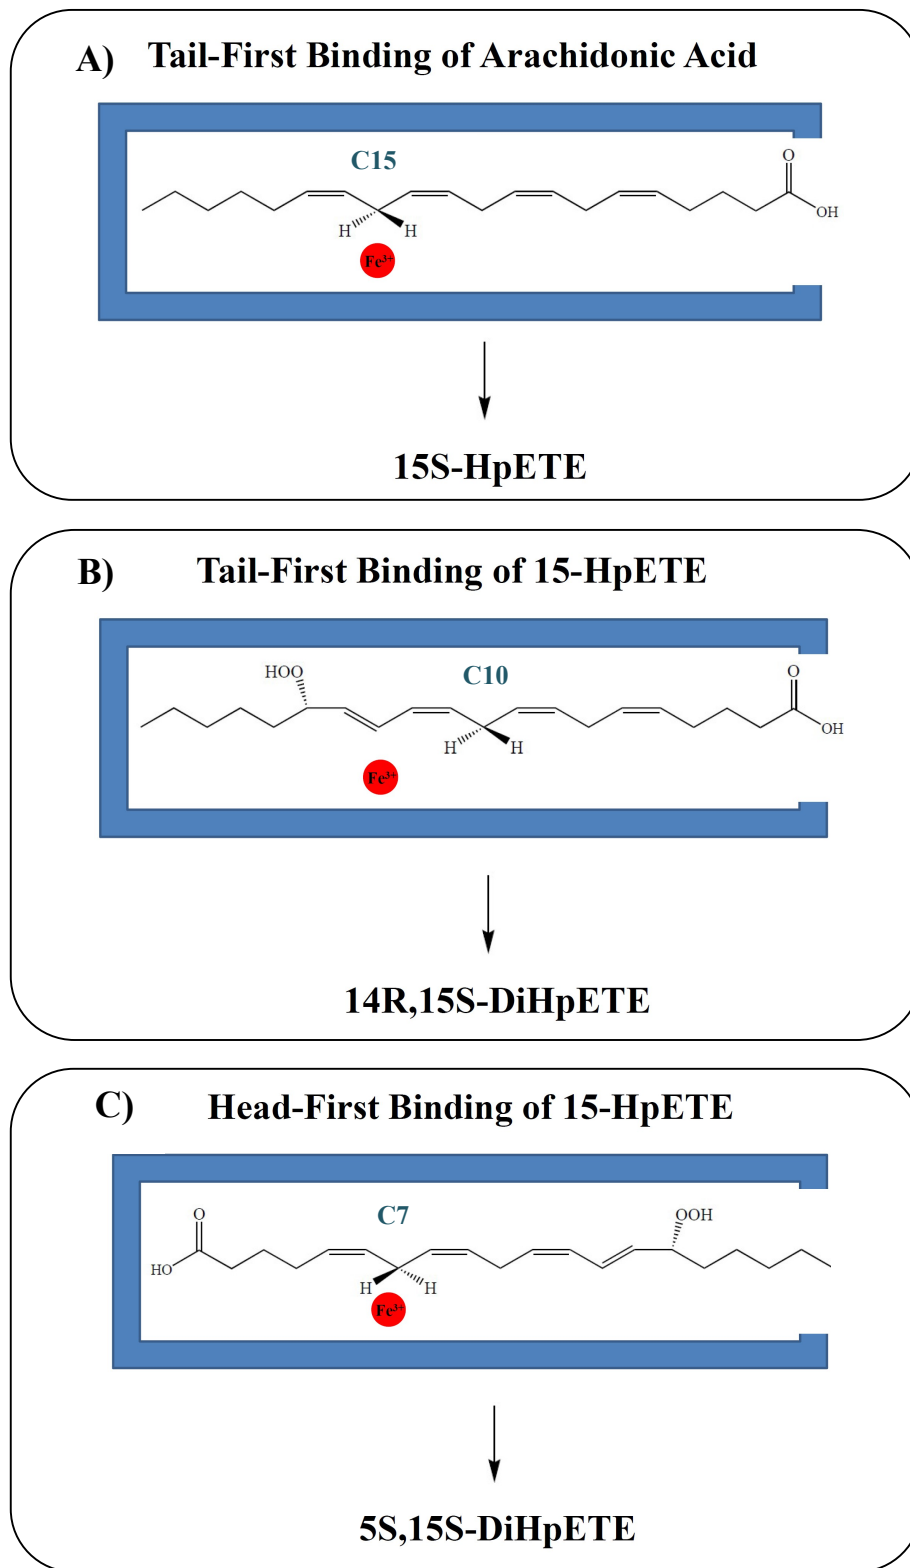 A) Tail-First Binding of Arachidonic Acid
C15
O
OH
H H
Fe³⁺
15S-HpETE
B) Tail-First Binding of 15-HpETE
HOO C10 O
OH
H H
Fe³⁺
14R,15S-DiHpETE
C) Head-First Binding of 15-HpETE
O C7 OOH
HO
H H
Fe³⁺
5S,15S-DiHpETE